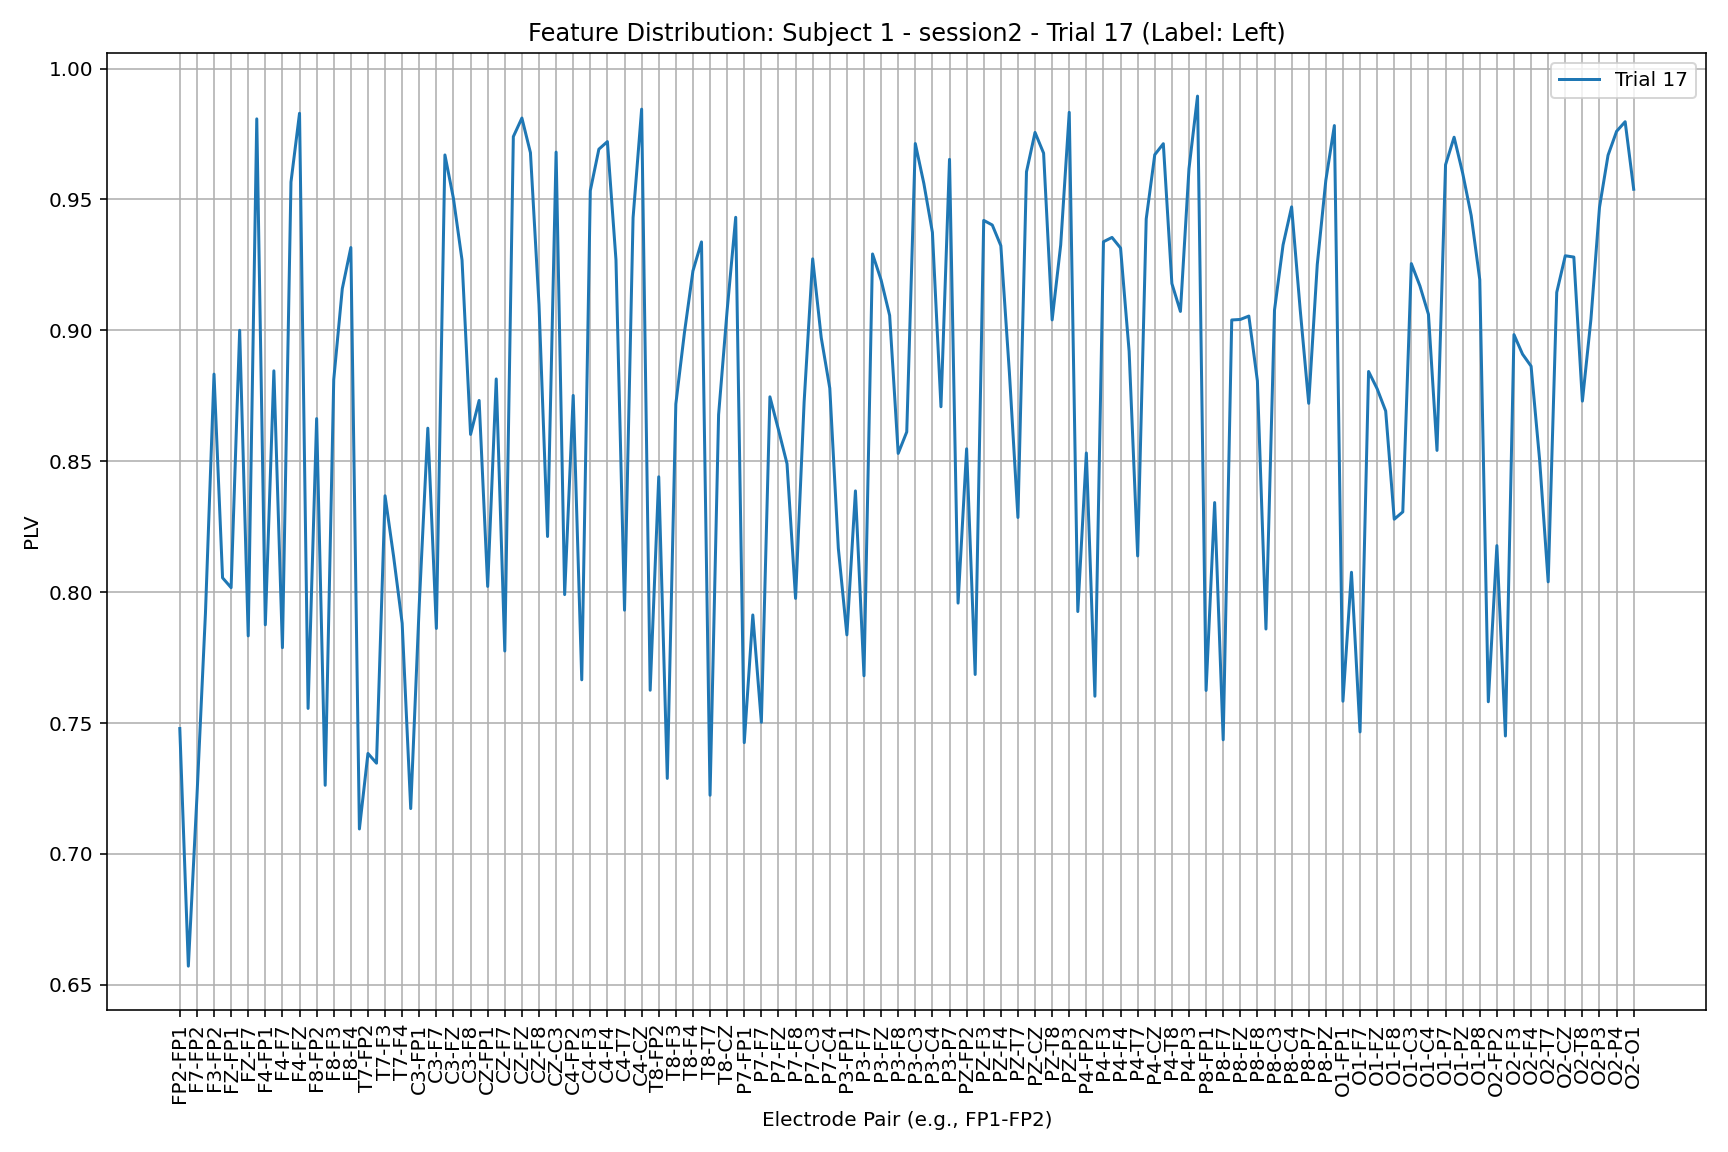 Feature Distribution: Subject 1 - session2 - Trial 17 (Label: Left)
Trial 17
PLV
1.00
0.95
0.90
0.85
0.80
0.75
0.70
0.65
FP2-FP1
F7-FP2
F3-FP2
FZ-FP1
FZ-F7
F4-FP1
F4-F7
F4-FZ
F8-FP2
F8-F3
F8-F4
T7-FP2
T7-F3
T7-F4
C3-FP1
C3-F7
C3-FZ
C3-F8
CZ-FP1
CZ-F7
CZ-FZ
CZ-F8
CZ-C3
C4-FP2
C4-F3
C4-F4
C4-T7
C4-CZ
T8-FP2
T8-F3
T8-F4
T8-T7
T8-CZ
P7-FP1
P7-F7
P7-FZ
P7-F8
P7-C3
P7-C4
P3-FP1
P3-F7
P3-FZ
P3-F8
P3-C3
P3-C4
P3-P7
PZ-FP2
PZ-F3
PZ-F4
PZ-T7
PZ-CZ
PZ-T8
PZ-P3
P4-FP2
P4-F3
P4-F4
P4-T7
P4-CZ
P4-T8
P4-P3
P8-FP1
P8-F7
P8-FZ
P8-F8
P8-C3
P8-C4
P8-P7
P8-PZ
O1-FP1
O1-F7
O1-FZ
O1-F8
O1-C3
O1-C4
O1-P7
O1-PZ
O1-P8
O2-FP2
O2-F3
O2-F4
O2-T7
O2-CZ
O2-T8
O2-P3
O2-P4
O2-O1
Electrode Pair (e.g., FP1-FP2)